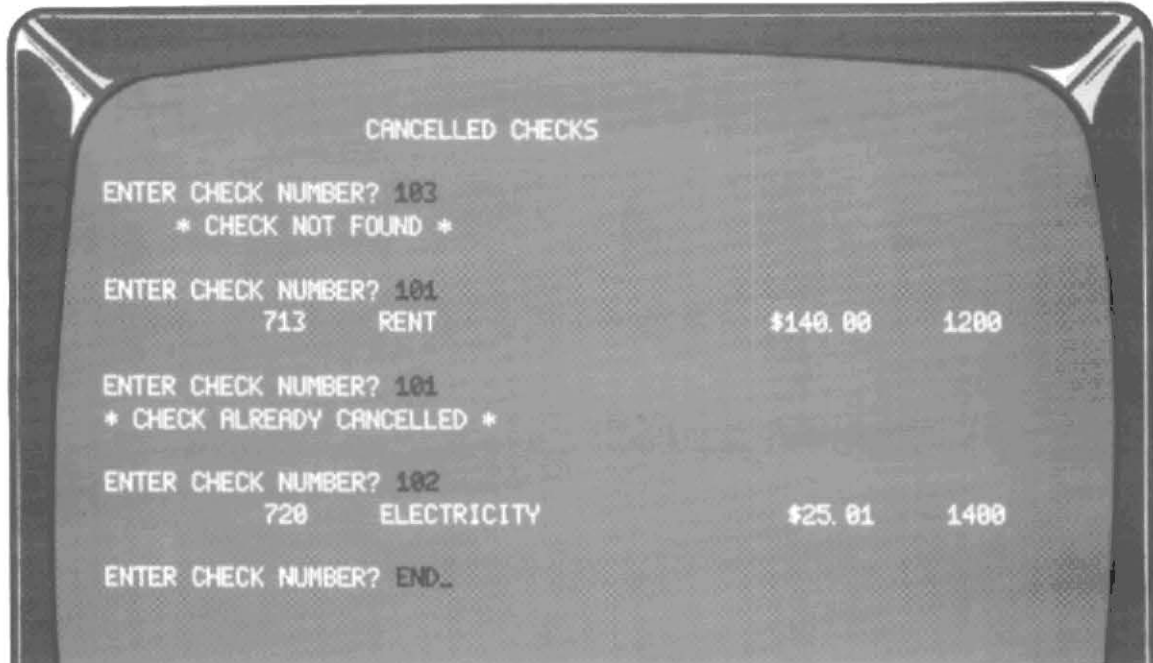 CANCELLED CHECKS
ENTER CHECK NUMBER? 103
* CHECK NOT FOUND *
ENTER CHECK NUMBER? 101
713 RENT $140.00 1200
ENTER CHECK NUMBER? 101
* CHECK ALREADY CANCELLED *
ENTER CHECK NUMBER? 102
720 ELECTRICITY $25.01 1400
ENTER CHECK NUMBER? END_